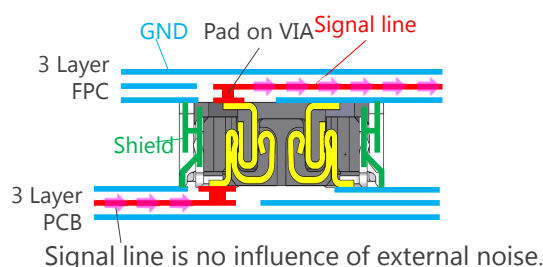 GND Pad on VIA Signal line
3 Layer
FPC
Shield
3 Layer
PCB
Signal line is no influence of external noise.